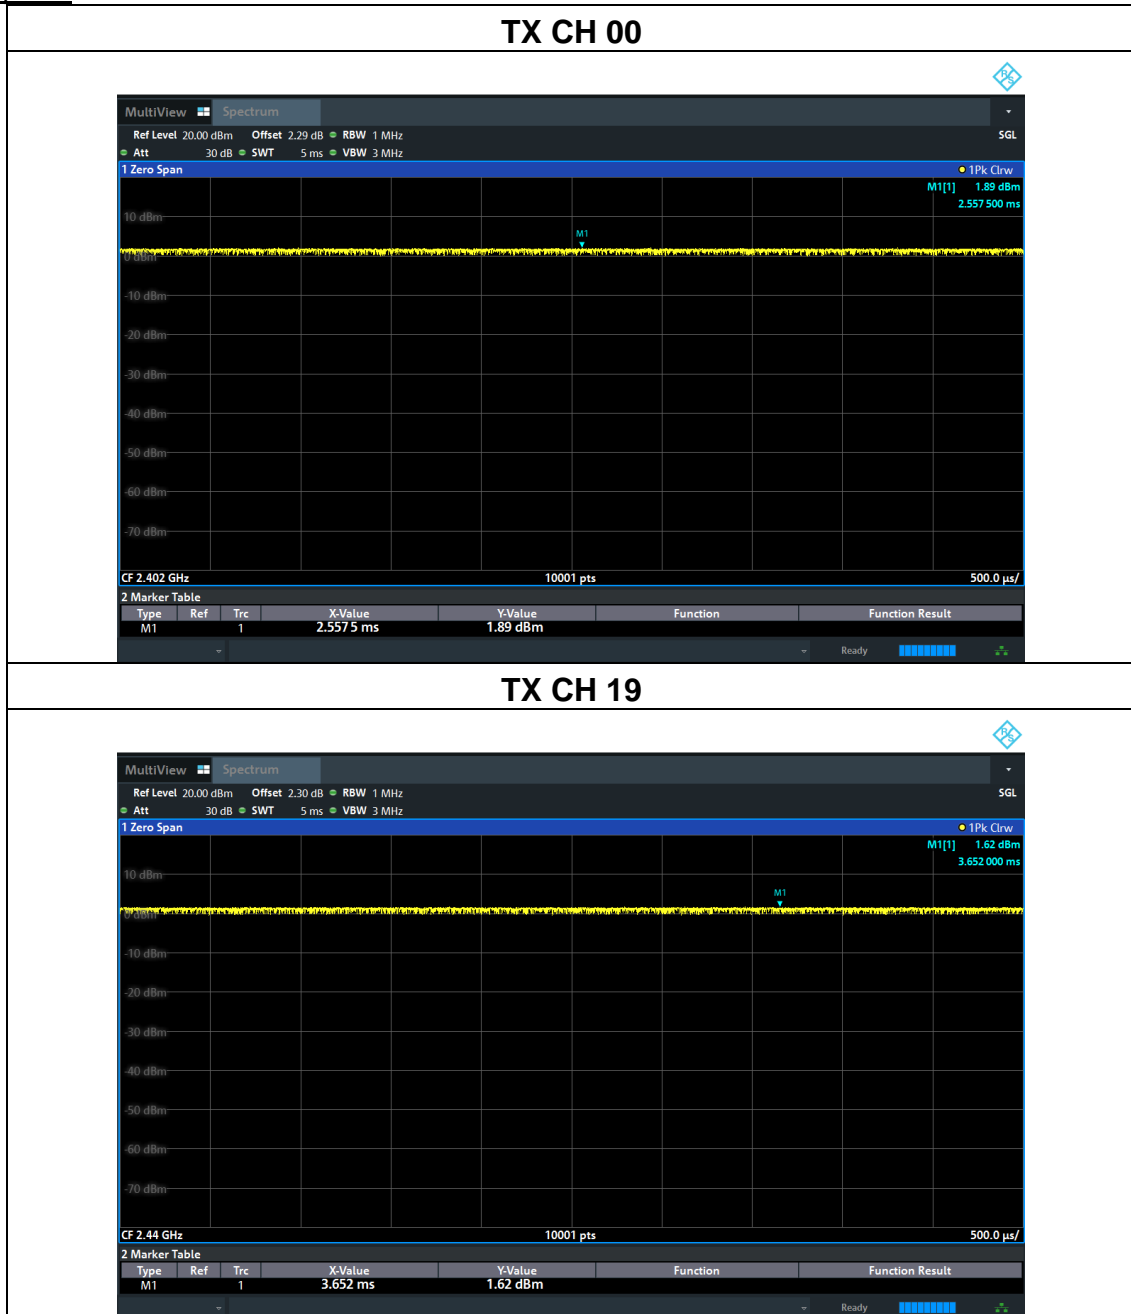 TX CH 00
R S
MultiView Spectrum
Ref Level 20.00 dBm Offset 2.29 dB RBW 1 MHz SGL
Att 30 dB SWT 5 ms VBW 3 MHz
1 Zero Span 1Pk Clrw
M1[1] 1.89 dBm
2.557 500 ms
10 dBm
M1
0 dBm
-10 dBm
-20 dBm
-30 dBm
-40 dBm
-50 dBm
-60 dBm
-70 dBm
CF 2.402 GHz 10001 pts 500.0 µs/
2 Marker Table
Type Ref Trc X-Value Y-Value Function Function Result
M1 1 2.557 5 ms 1.89 dBm
Ready
TX CH 19
R S
MultiView Spectrum
Ref Level 20.00 dBm Offset 2.30 dB RBW 1 MHz SGL
Att 30 dB SWT 5 ms VBW 3 MHz
1 Zero Span 1Pk Clrw
M1[1] 1.62 dBm
3.652 000 ms
10 dBm
M1
0 dBm
-10 dBm
-20 dBm
-30 dBm
-40 dBm
-50 dBm
-60 dBm
-70 dBm
CF 2.44 GHz 10001 pts 500.0 µs/
2 Marker Table
Type Ref Trc X-Value Y-Value Function Function Result
M1 1 3.652 ms 1.62 dBm
Ready